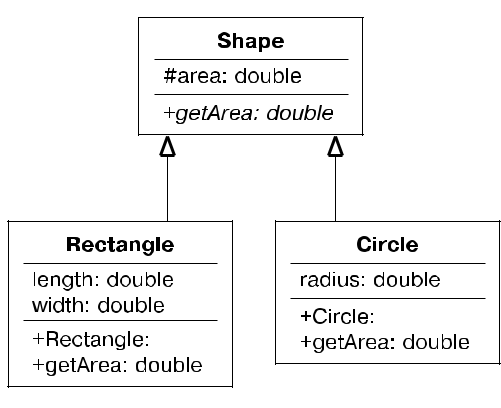 Shape
#area: double
+getArea: double
Rectangle
length: double
width: double
+Rectangle:
+getArea: double
Circle
radius: double
+Circle:
+getArea: double